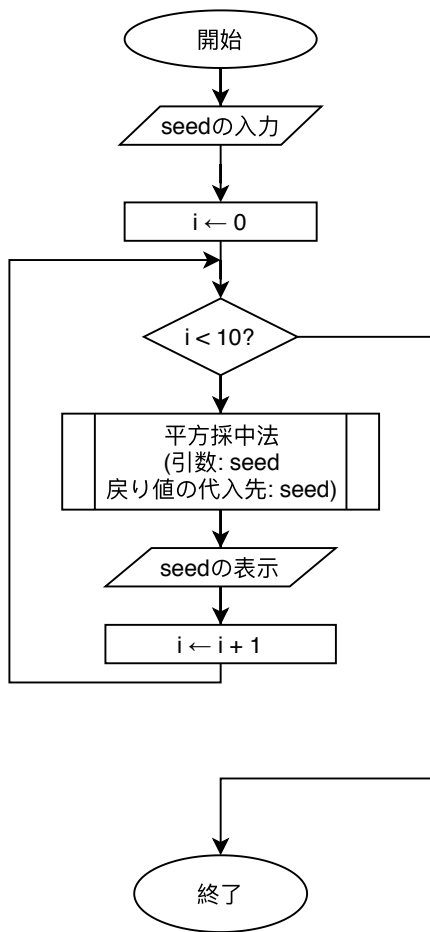 開始
seedの入力
i ← 0
i < 10?
平方採中法
(引数: seed
戻り値の代入先: seed)
seedの表示
i ← i + 1
終了